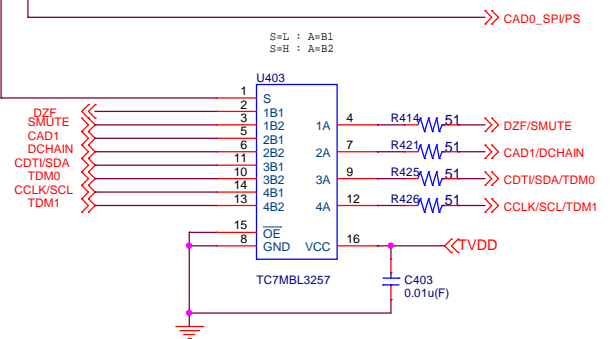 CAD0_SPI/PS
S=L : A=B1
S=H : A=B2
U403
1 S
DZF 2 1B1
SMUTE 3 1B2 1A 4 R414 51 DZF/SMUTE
CAD1 5 2B1
DCHAIN 6 2B2 2A 7 R421 51 CAD1/DCHAIN
CDTI/SDA 11 3B1
TDM0 10 3B2 3A 9 R425 51 CDTI/SDA/TDM0
CCLK/SCL 14 4B1
TDM1 13 4B2 4A 12 R426 51 CCLK/SCL/TDM1
15 OE
8 GND VCC 16 TVDD
TC7MBL3257
C403
0.01u(F)